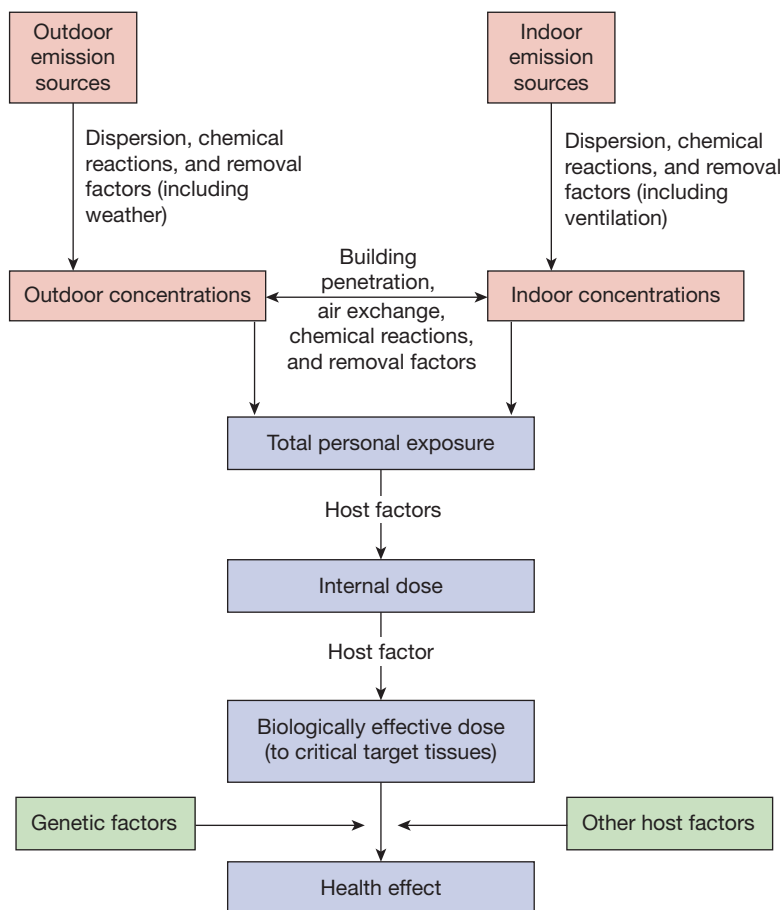 Outdoor
emission
sources
Indoor
emission
sources
Dispersion, chemical
reactions, and removal
factors (including
weather)
Dispersion, chemical
reactions, and removal
factors (including
ventilation)
Building
penetration,
air exchange,
chemical reactions,
and removal factors
Outdoor concentrations
Indoor concentrations
Total personal exposure
Host factors
Internal dose
Host factor
Biologically effective dose
(to critical target tissues)
Genetic factors
Other host factors
Health effect